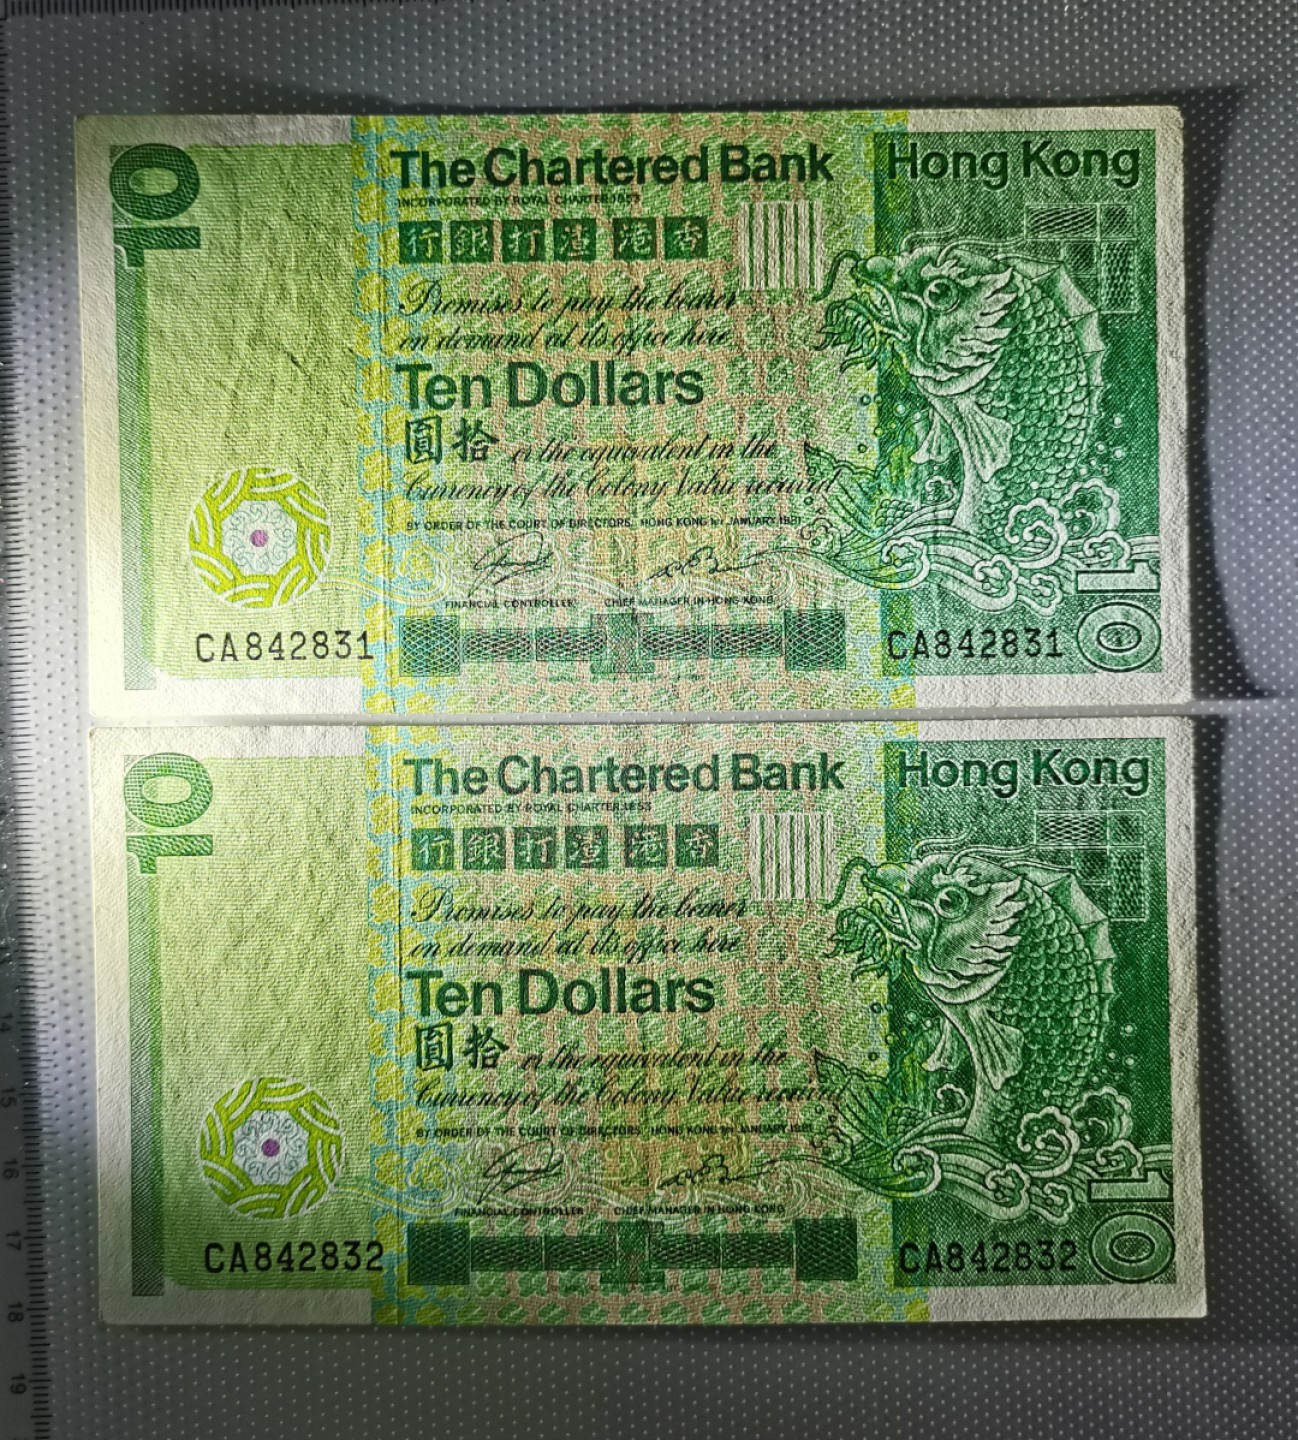 10
The Chartered Bank
Hong Kong
INCORPORATED BY ROYAL CHARTER 1853
行銀打渣 港香
Promises to pay the bearer
on demand at its office here
Ten Dollars
圓拾 or the equivalent in the
Currency of the Colony Value received
BY ORDER OF THE COURT OF DIRECTORS, HONG KONG 1st JANUARY 1981
FINANCIAL CONTROLLER
CHIEF MANAGER IN HONG KONG
CA842831
CA842831
10
10
The Chartered Bank
Hong Kong
INCORPORATED BY ROYAL CHARTER 1853
行銀打渣 港香
Promises to pay the bearer
on demand at its office here
Ten Dollars
圓拾 or the equivalent in the
Currency of the Colony Value received
BY ORDER OF THE COURT OF DIRECTORS, HONG KONG 1st JANUARY 1981
FINANCIAL CONTROLLER
CHIEF MANAGER IN HONG KONG
CA842832
CA842832
10
14
15
16
17
18
19